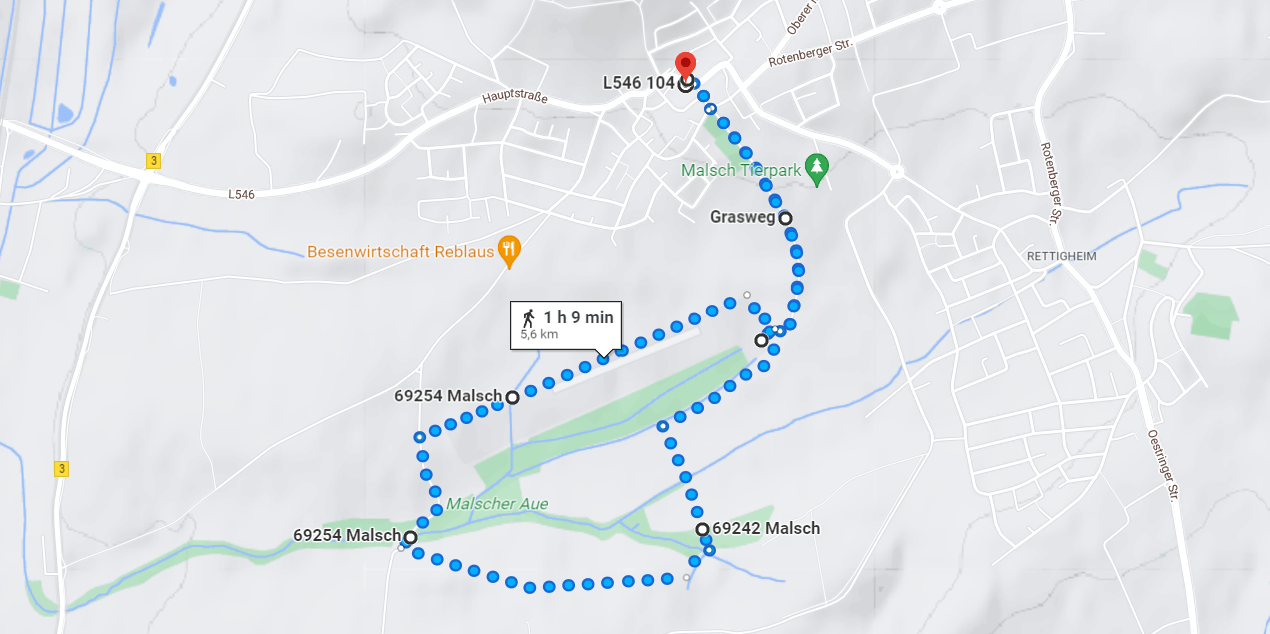 Oberer
Rotenberger Str.
L546 104
Hauptstraße
3
L546
Malsch Tierpark
Rotenberger Str.
Grasweg
Besenwirtschaft Reblaus
RETTIGHEIM
1 h 9 min
5,6 km
69254 Malsch
3
Oestringer Str.
Malscher Aue
69254 Malsch
69242 Malsch